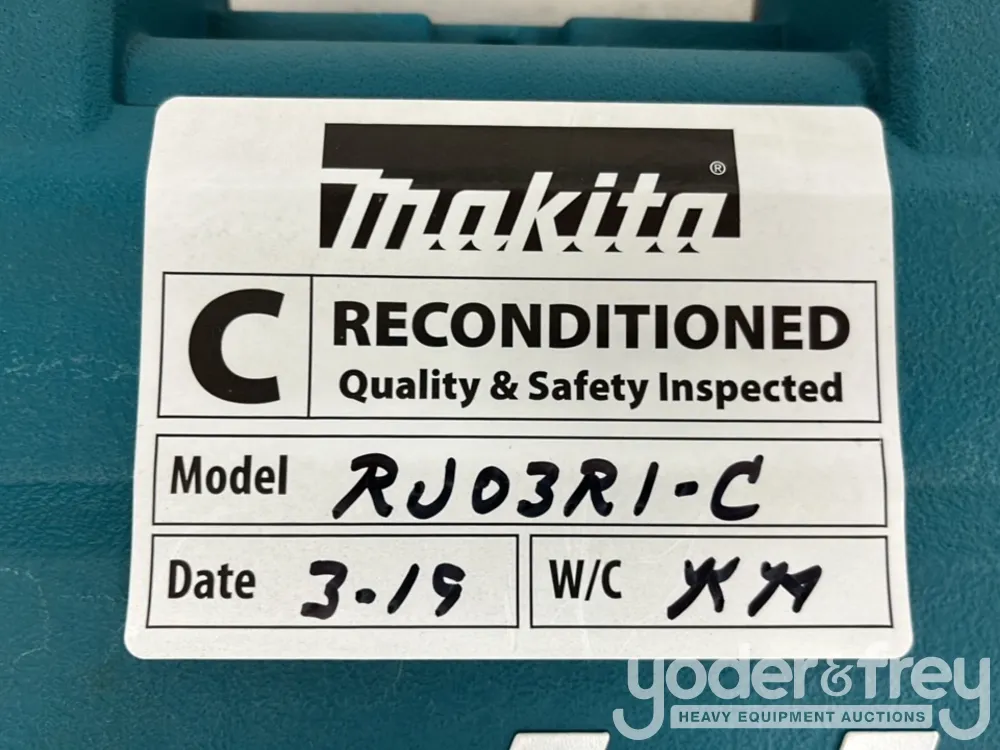 makita®
C
RECONDITIONED
Quality & Safety Inspected
Model RJ03R1-C
Date 3-19
W/C
yoder&frey
HEAVY EQUIPMENT AUCTIONS